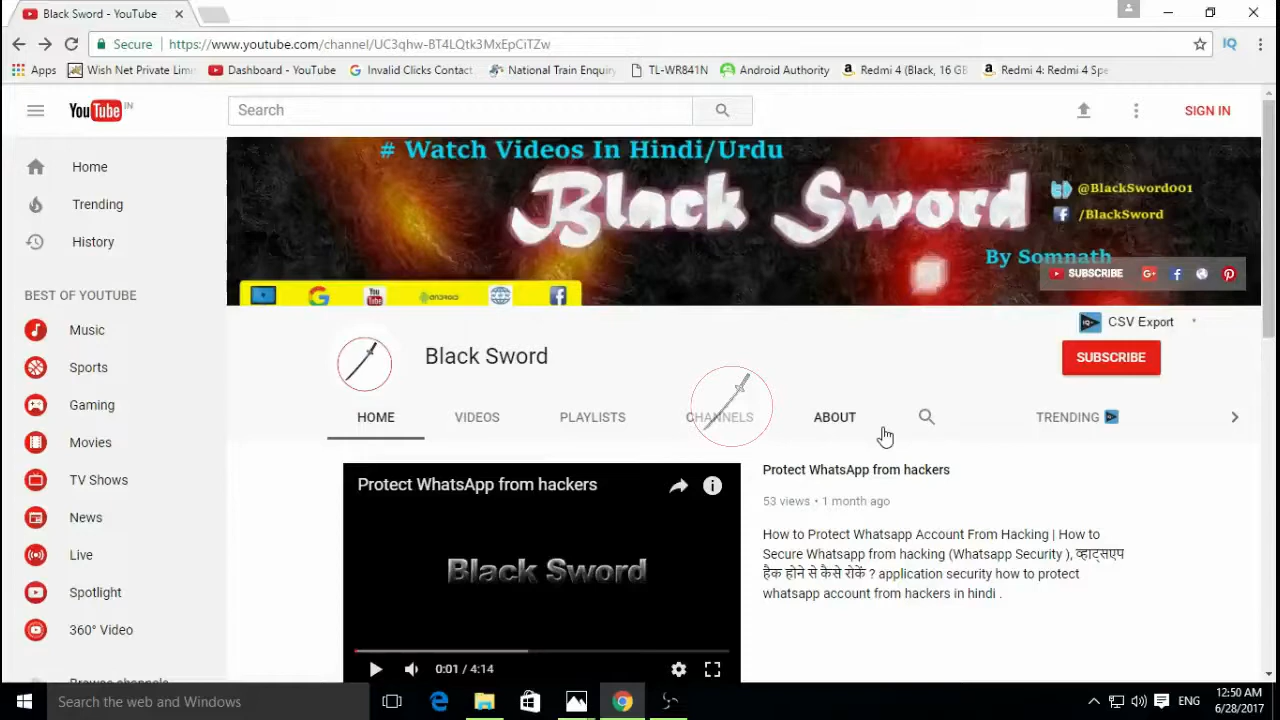 Black Sword - YouTube
Secure
https://www.youtube.com/channel/UC3qhw-BT4LQtk3MxEpCiTZw
Apps
Wish Net Private Limi
Dashboard - YouTube
Invalid Clicks Contact
National Train Enquiry
TL-WR841N
Android Authority
Redmi 4 (Black, 16 GB
Redmi 4: Redmi 4 Spe
YouTube IN
Search
SIGN IN
Home
Trending
History
BEST OF YOUTUBE
Music
Sports
Gaming
Movies
TV Shows
News
Live
Spotlight
360° Video
Browse channels
# Watch Videos In Hindi/Urdu
Black Sword
@BlackSword001
/BlackSword
By Somnath
SUBSCRIBE
CSV Export
Black Sword
SUBSCRIBE
HOME
VIDEOS
PLAYLISTS
CHANNELS
ABOUT
TRENDING
Protect WhatsApp from hackers
Black Sword
0:01 / 4:14
Protect WhatsApp from hackers
53 views • 1 month ago
How to Protect Whatsapp Account From Hacking | How to
Secure Whatsapp from hacking (Whatsapp Security ), व्हाट्सएप
हैक होने से कैसे रोकें ? application security how to protect
whatsapp account from hackers in hindi .
Search the web and Windows
ENG
12:50 AM
6/28/2017